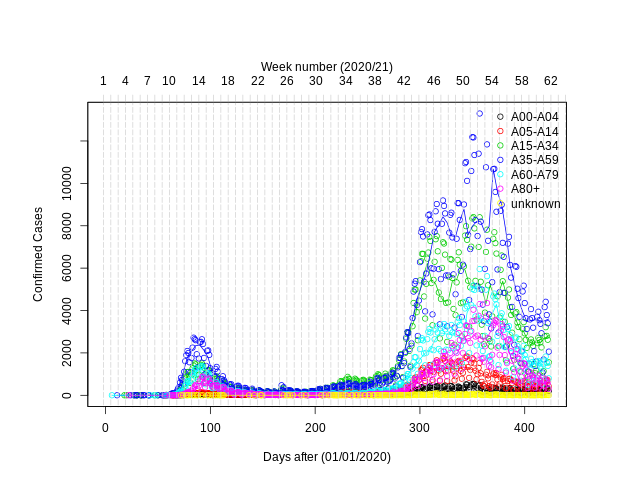 Week number (2020/21)
1 4 7 10 14 18 22 26 30 34 38 42 46 50 54 58 62
A00-A04
A05-A14
A15-A34
A35-A59
A60-A79
A80+
unknown
Confirmed Cases
10000
8000
6000
4000
2000
0
0 100 200 300 400
Days after (01/01/2020)